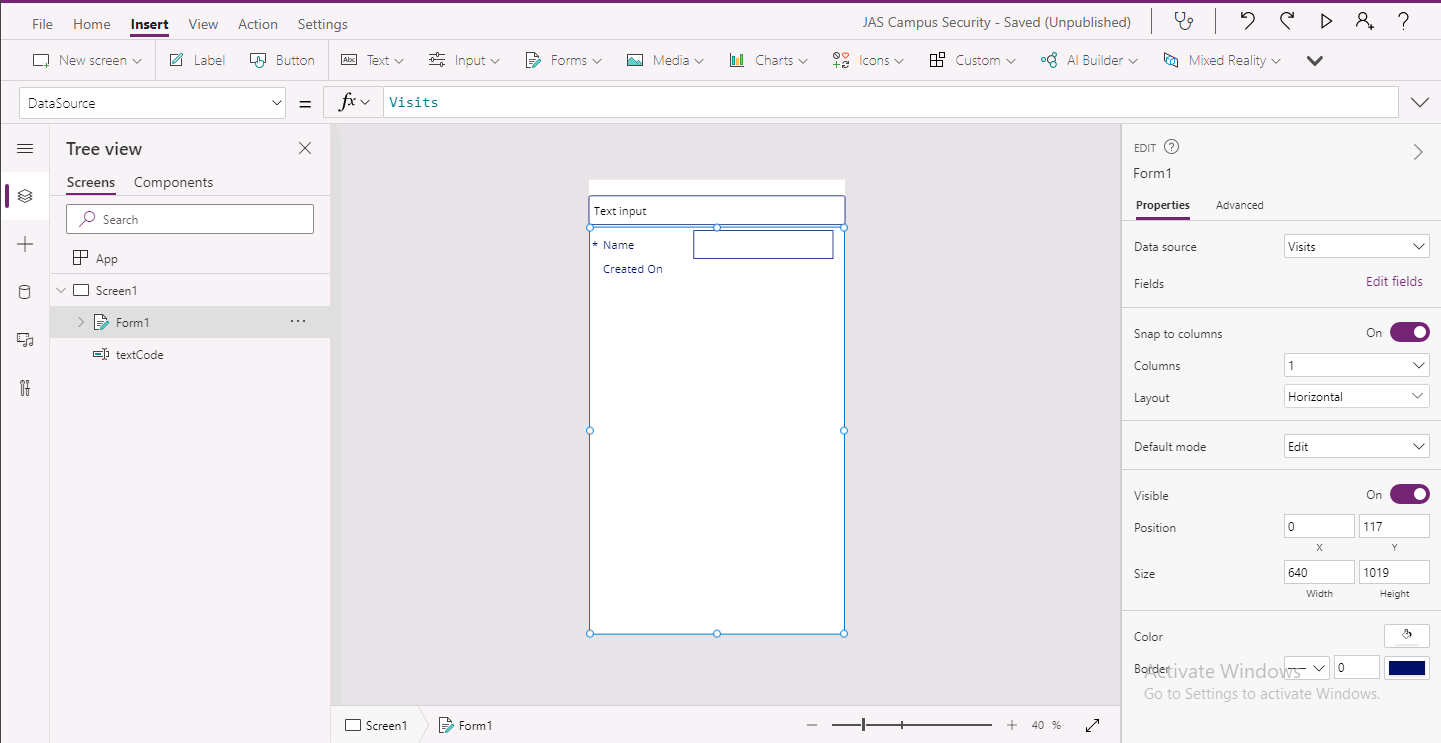 File Home Insert View Action Settings JAS Campus Security - Saved (Unpublished) ?
New screen Label Button Abc Text Input Forms Media Charts Icons Custom AI Builder Mixed Reality
DataSource = fx Visits
Tree view
Screens Components
Search
App
Screen1
Form1 ...
textCode
Text input
* Name
Created On
EDIT ?
Form1
Properties Advanced
Data source Visits
Fields Edit fields
Snap to columns On
Columns 1
Layout Horizontal
Default mode Edit
Visible On
Position 0 117
X Y
Size 640 1019
Width Height
Color
Border 0
Activate Windows
Go to Settings to activate Windows.
Screen1 Form1 40 %